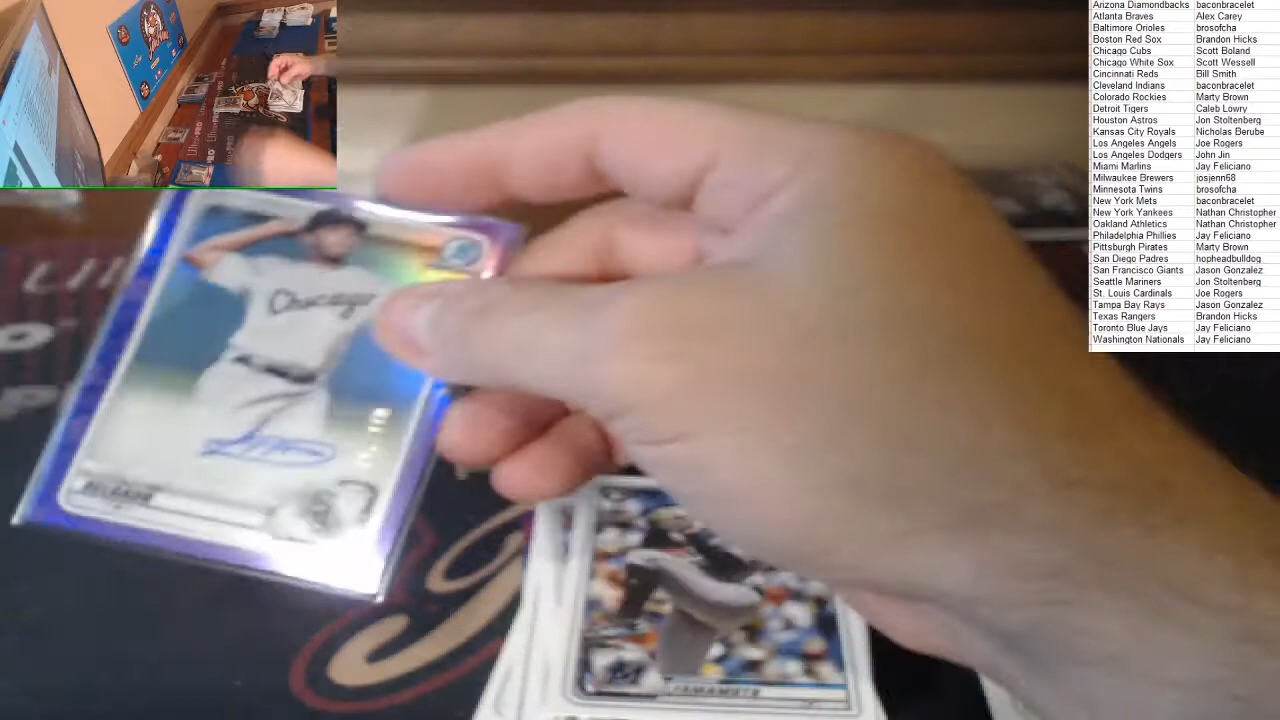 Arizona Diamondbacks baconbracelet
Atlanta Braves Alex Carey
Baltimore Orioles brosofcha
Boston Red Sox Brandon Hicks
Chicago Cubs Scott Boland
Chicago White Sox Scott Wessell
Cincinnati Reds Bill Smith
Cleveland Indians baconbracelet
Colorado Rockies Marty Brown
Detroit Tigers Caleb Lowry
Houston Astros Jon Stoltenberg
Kansas City Royals Nicholas Berube
Los Angeles Angels Joe Rogers
Los Angeles Dodgers John Jin
Miami Marlins Jay Feliciano
Milwaukee Brewers josjenn68
Minnesota Twins brosofcha
New York Mets baconbracelet
New York Yankees Nathan Christopher
Oakland Athletics Nathan Christopher
Philadelphia Phillies Jay Feliciano
Pittsburgh Pirates Marty Brown
San Diego Padres hopheadbulldog
San Francisco Giants Jason Gonzalez
Seattle Mariners Jon Stoltenberg
St. Louis Cardinals Joe Rogers
Tampa Bay Rays Jason Gonzalez
Texas Rangers Brandon Hicks
Toronto Blue Jays Jay Feliciano
Washington Nationals Jay Feliciano
Chicago
YAMAMOTO